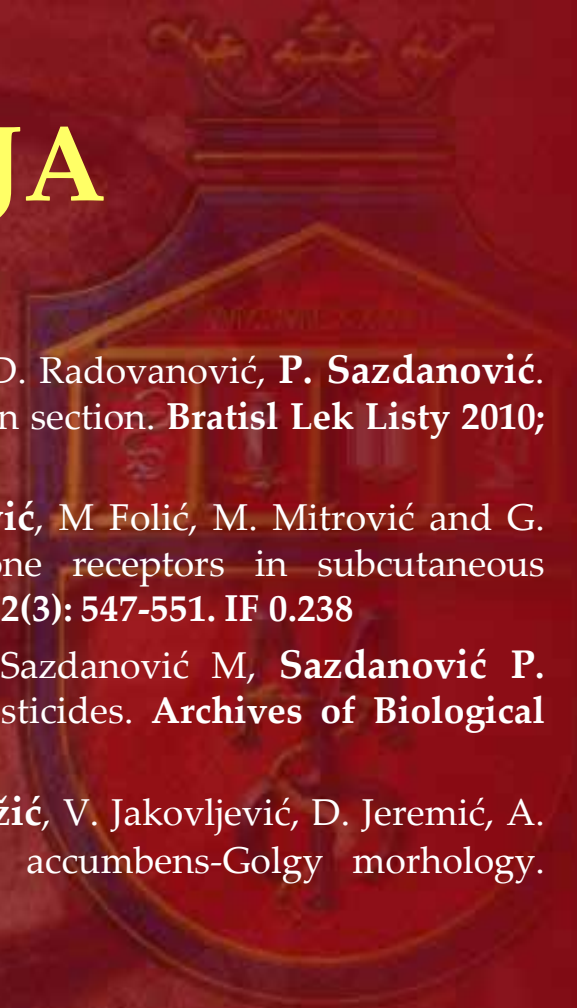 JA
D. Radovanović, P. Sazdanović.
n section. Bratisl Lek Listy 2010;
vić, M Folić, M. Mitrović and G.
one receptors in subcutaneous
2(3): 547-551. IF 0.238
Sazdanović M, Sazdanović P.
sticides. Archives of Biological
žić, V. Jakovljević, D. Jeremić, A.
accumbens-Golgy morhology.